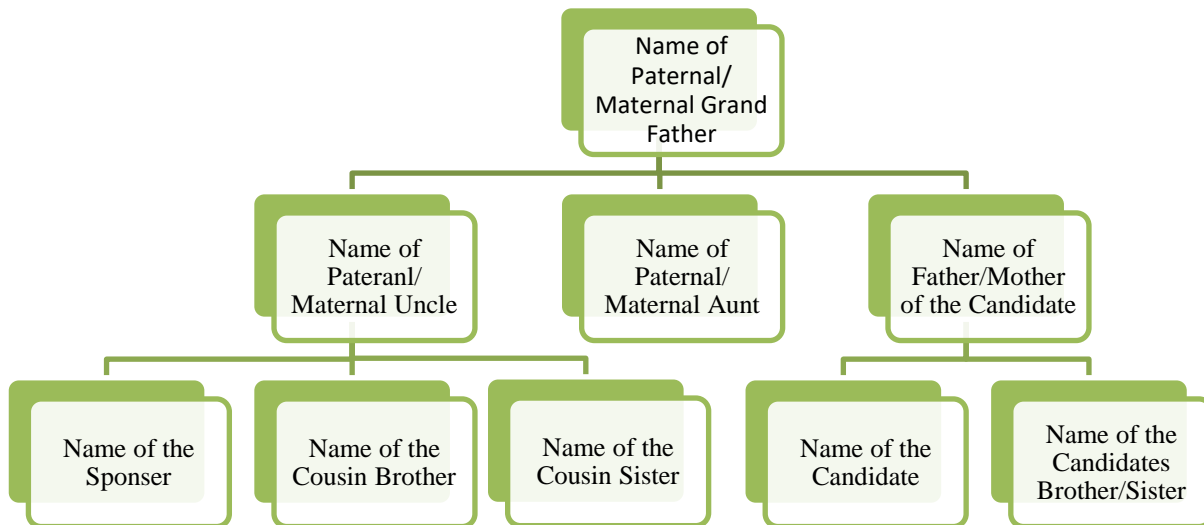 Name of
Paternal/
Maternal Grand
Father
Name of
Pateranl/
Maternal Uncle
Name of
Paternal/
Maternal Aunt
Name of
Father/Mother
of the Candidate
Name of the
Sponser
Name of the
Cousin Brother
Name of the
Cousin Sister
Name of the
Candidate
Name of the
Candidates
Brother/Sister